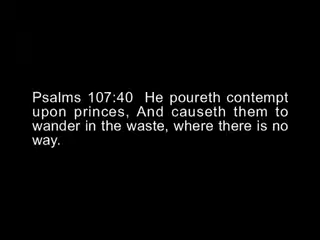 Psalms 107:40 He poureth contempt
upon princes, And causeth them to
wander in the waste, where there is no
way.